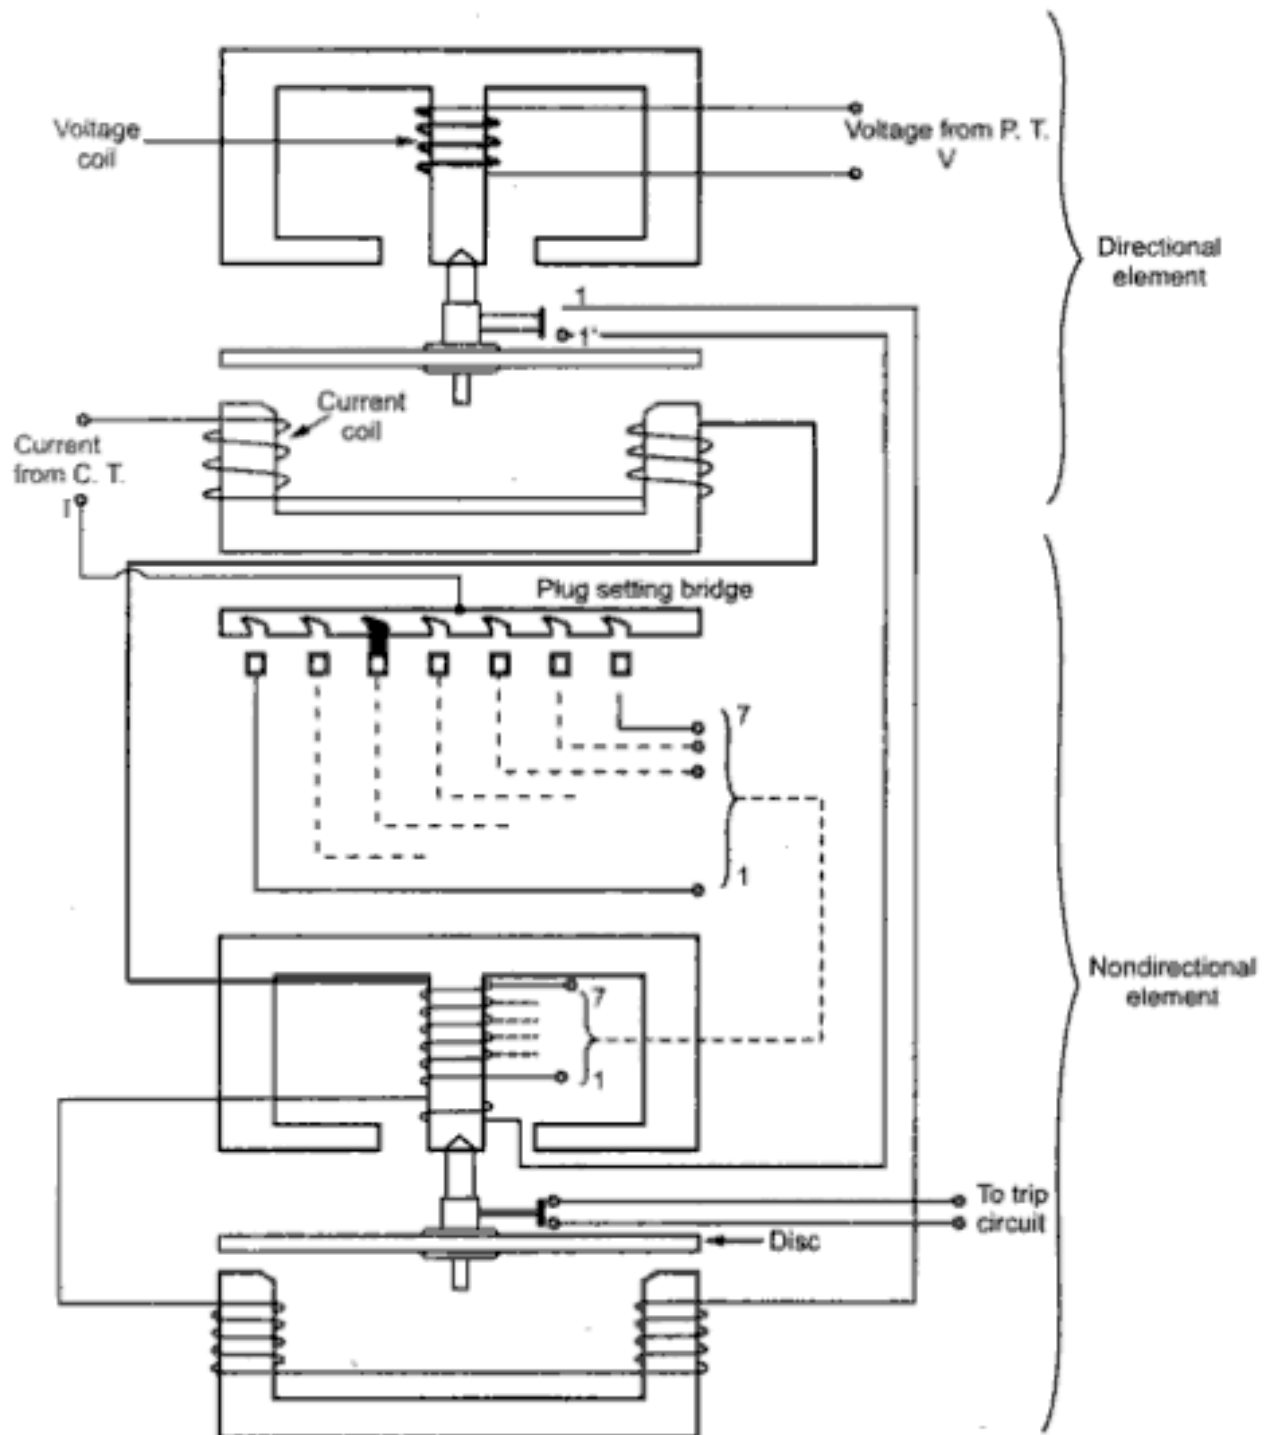 Voltage
coil
Voltage from P. T.
V
Directional
element
1
1'
Current
coil
Current
from C. T.
I
Plug setting bridge
7
1
7
1
Nondirectional
element
To trip
circuit
Disc